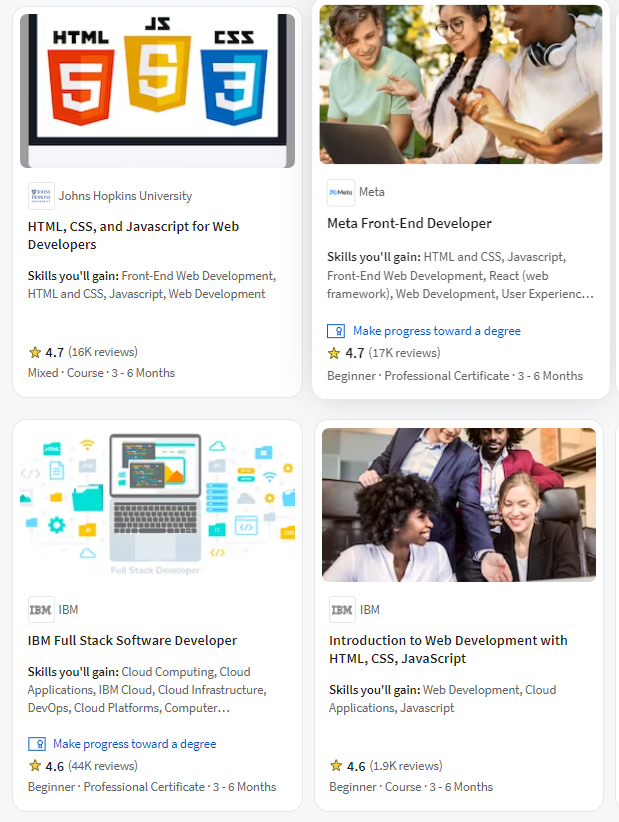 HTML
JS
CSS
5
5
3
Johns Hopkins University
HTML, CSS, and Javascript for Web
Developers
Skills you'll gain: Front-End Web Development,
HTML and CSS, Javascript, Web Development
4.7 (16K reviews)
Mixed · Course · 3 - 6 Months
Meta
Meta
Meta Front-End Developer
Skills you'll gain: HTML and CSS, Javascript,
Front-End Web Development, React (web
framework), Web Development, User Experienc...
Make progress toward a degree
4.7 (17K reviews)
Beginner · Professional Certificate · 3 - 6 Months
HTML
</>
Full Stack Developer
IBM
IBM
IBM Full Stack Software Developer
Skills you'll gain: Cloud Computing, Cloud
Applications, IBM Cloud, Cloud Infrastructure,
DevOps, Cloud Platforms, Computer...
Make progress toward a degree
4.6 (44K reviews)
Beginner · Professional Certificate · 3 - 6 Months
IBM
IBM
Introduction to Web Development with
HTML, CSS, JavaScript
Skills you'll gain: Web Development, Cloud
Applications, Javascript
4.6 (1.9K reviews)
Beginner · Course · 3 - 6 Months